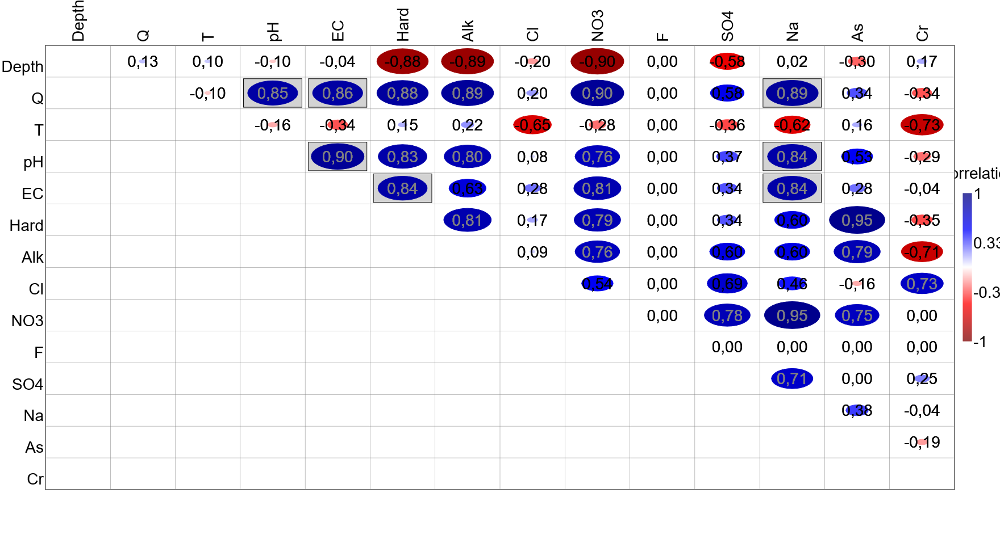 Depth Q T pH EC Hard Alk Cl NO3 F SO4 Na As Cr
Depth 0,13 0,10 -0,10 -0,04 -0,88 -0,89 -0,20 -0,90 0,00 -0,58 0,02 -0,30 0,17
Q -0,10 0,85 0,86 0,88 0,89 0,20 0,90 0,00 0,58 0,89 0,34 -0,34
T -0,16 -0,34 0,15 0,22 -0,65 -0,28 0,00 -0,36 -0,62 0,16 -0,73
pH 0,90 0,83 0,80 0,08 0,76 0,00 0,37 0,84 0,53 -0,29
orrelati
EC 0,84 0,63 0,28 0,81 0,00 0,34 0,84 0,28 -0,04
1
Hard 0,81 0,17 0,79 0,00 0,34 0,60 0,95 -0,35
0.33
Alk 0,09 0,76 0,00 0,60 0,60 0,79 -0,71
Cl 0,54 0,00 0,69 0,46 -0,16 0,73
-0.3
NO3 0,00 0,78 0,95 0,75 0,00
-1
F 0,00 0,00 0,00 0,00
SO4 0,71 0,00 0,25
Na 0,38 -0,04
As -0,19
Cr